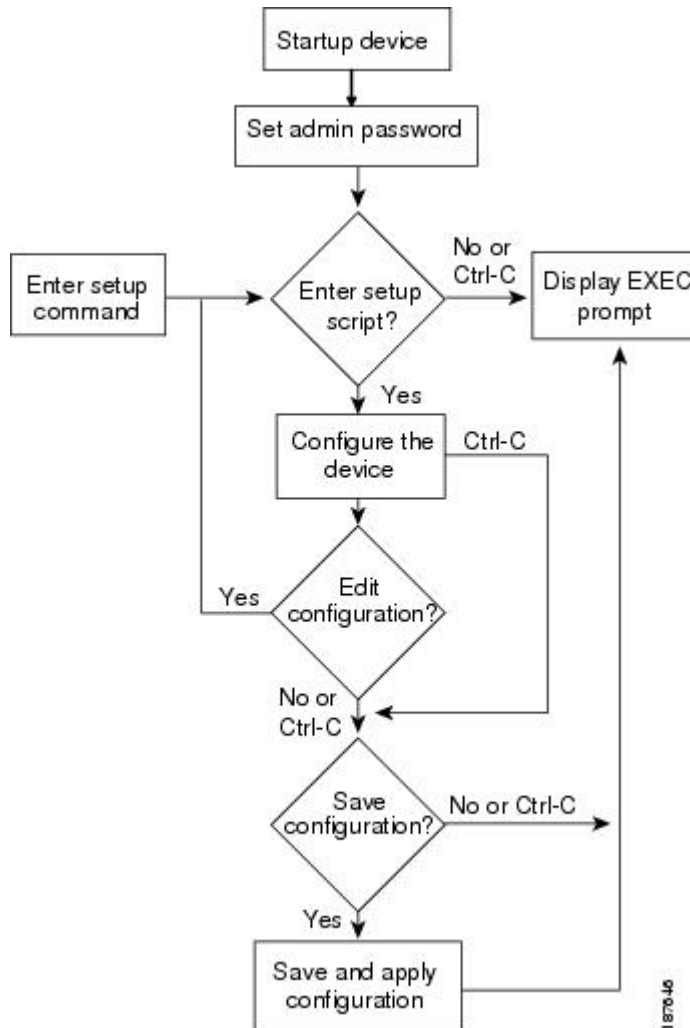 Startup device
Set admin password
No or
Ctrl-C
Enter setup
command
Enter setup
script?
Display EXEC
prompt
Yes
Configure the
device
Ctrl-C
Yes
Edit
configuration?
No or
Ctrl-C
Save
configuration?
No or Ctrl-C
Yes
Save and apply
configuration
187646